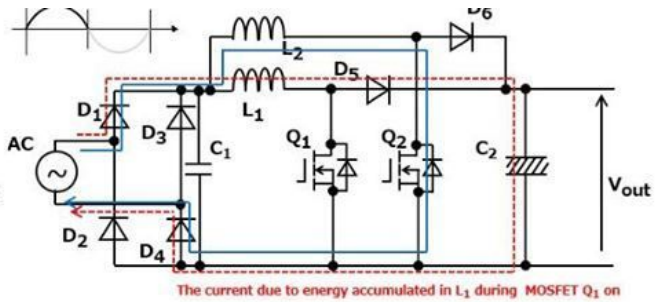 D6
L2
D5
D1
L1
D3
AC
C1
Q1
Q2
C2
Vout
D2
D4
The current due to energy accumulated in L1 during MOSFET Q1 on